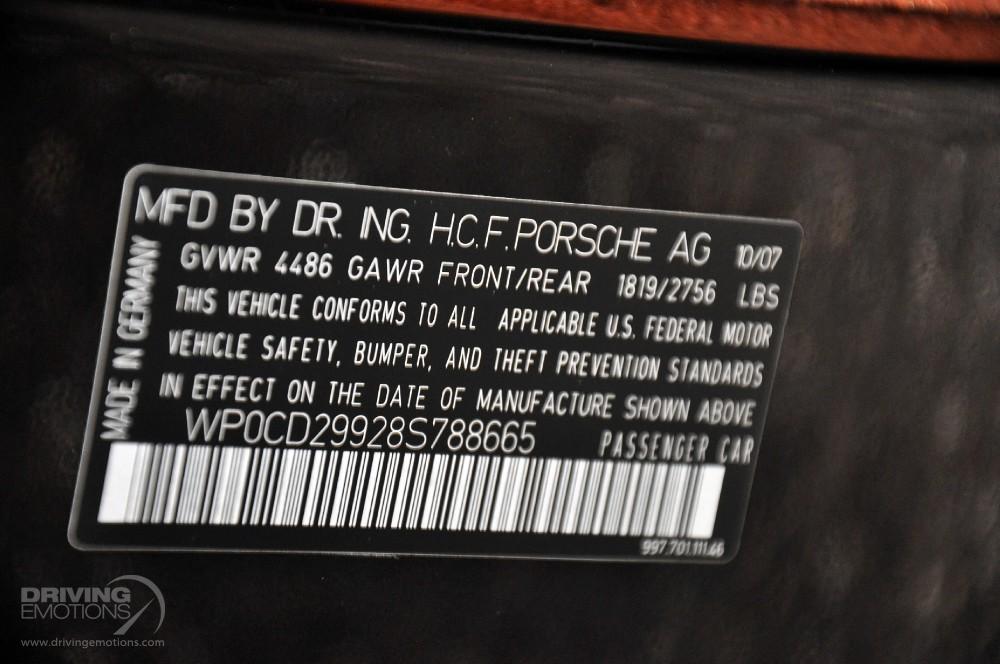 MFD BY DR. ING. H.C.F.PORSCHE AG 10/07
GVWR 4486 GAWR FRONT/REAR 1819/2756 LBS
THIS VEHICLE CONFORMS TO ALL APPLICABLE U.S. FEDERAL MOTOR
VEHICLE SAFETY, BUMPER, AND THEFT PREVENTION STANDARDS
IN EFFECT ON THE DATE OF MANUFACTURE SHOWN ABOVE
WP0CD29928S788665 PASSENGER CAR
MADE IN GERMANY
997.701.111.46
DRIVING
EMOTIONS
www.drivingemotions.com